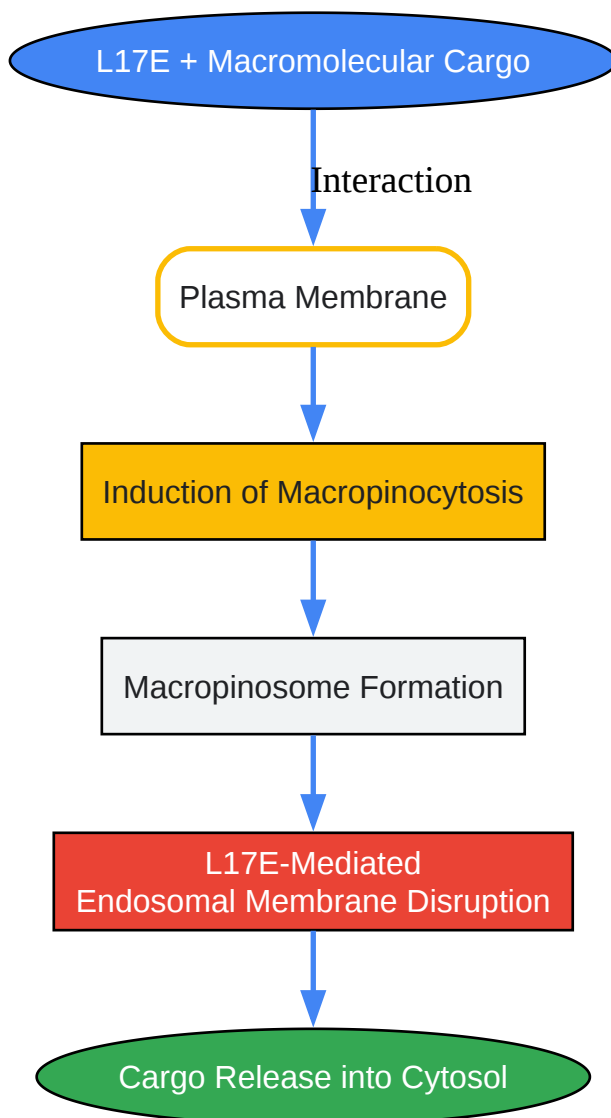 L17E + Macromolecular Cargo
Interaction
Plasma Membrane
Induction of Macropinocytosis
Macropinosome Formation
L17E-Mediated
Endosomal Membrane Disruption
Cargo Release into Cytosol